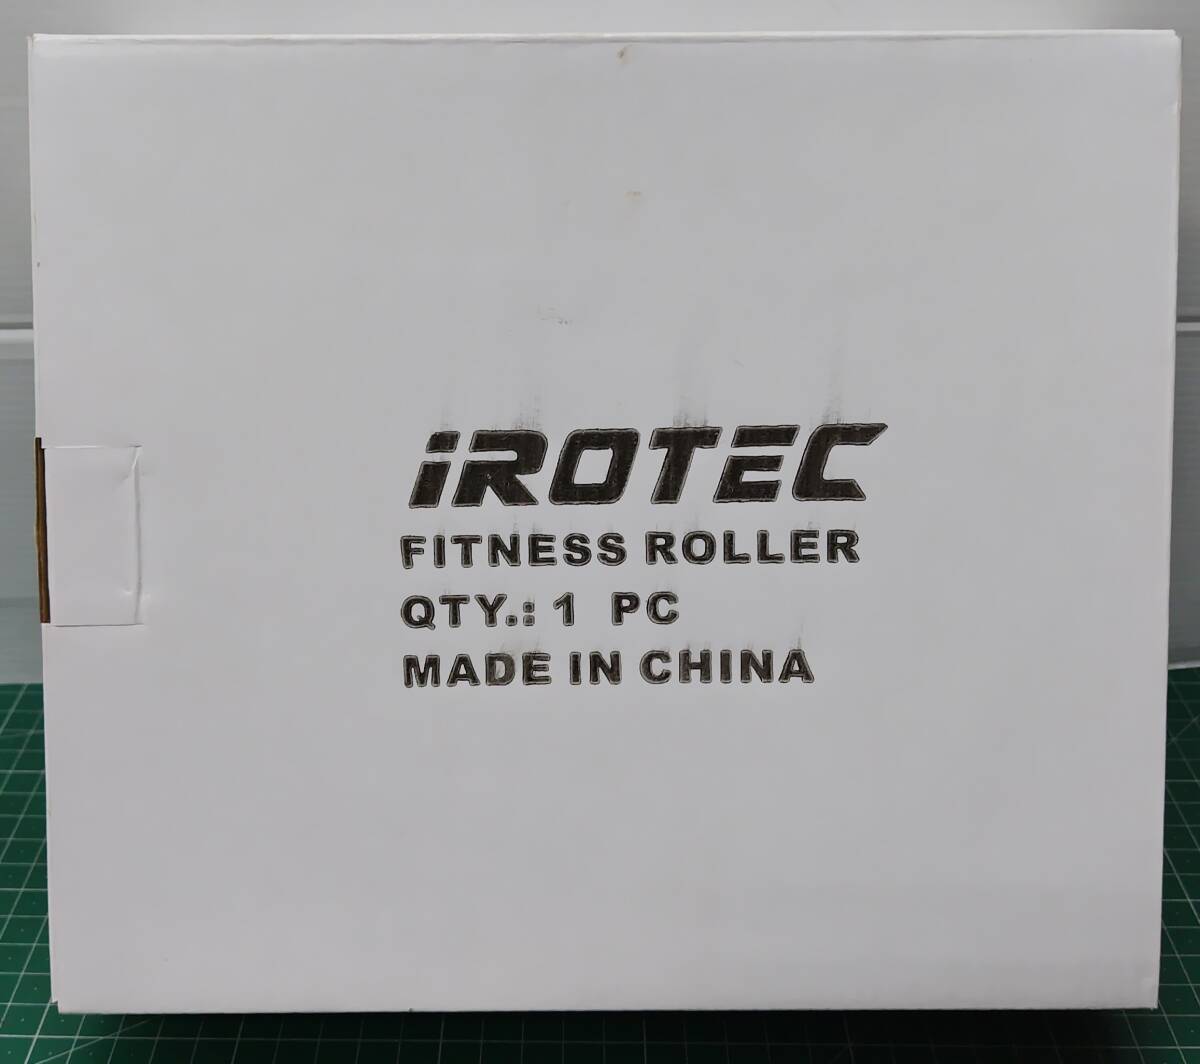 iROTEC
FITNESS ROLLER
QTY.: 1 PC
MADE IN CHINA